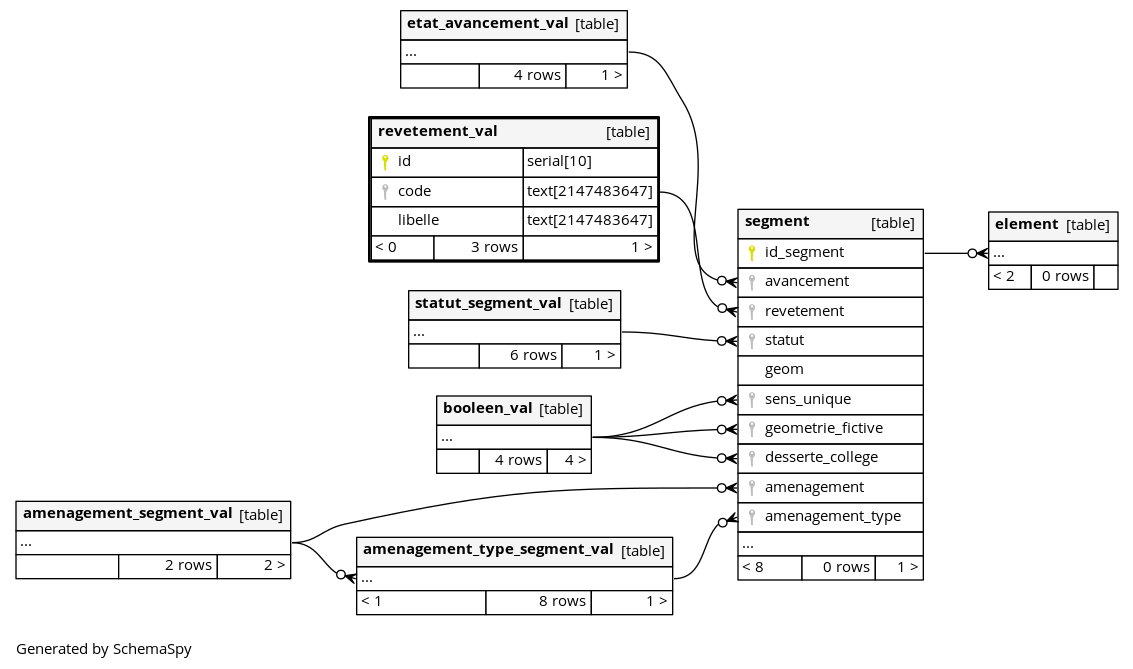 etat_avancement_val [table]
...
4 rows 1 >
revetement_val [table]
id serial[10]
code text[2147483647]
libelle text[2147483647]
< 0 3 rows 1 >
segment [table]
id_segment
avancement
revetement
statut
geom
sens_unique
geometrie_fictive
desserte_college
amenagement
amenagement_type
...
< 8 0 rows 1 >
element [table]
...
< 2 0 rows
statut_segment_val [table]
...
6 rows 1 >
booleen_val [table]
...
4 rows 4 >
amenagement_segment_val [table]
...
2 rows 2 >
amenagement_type_segment_val [table]
...
< 1 8 rows 1 >
Generated by SchemaSpy